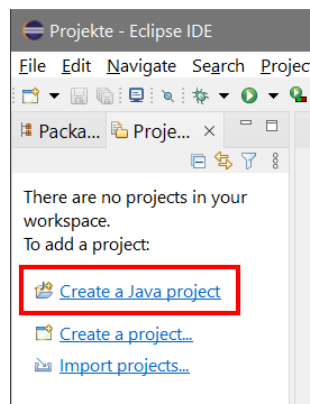 Projekte - Eclipse IDE
File Edit Navigate Search Projec
Packa... Proje...
There are no projects in your
workspace.
To add a project:
Create a Java project
Create a project...
Import projects...